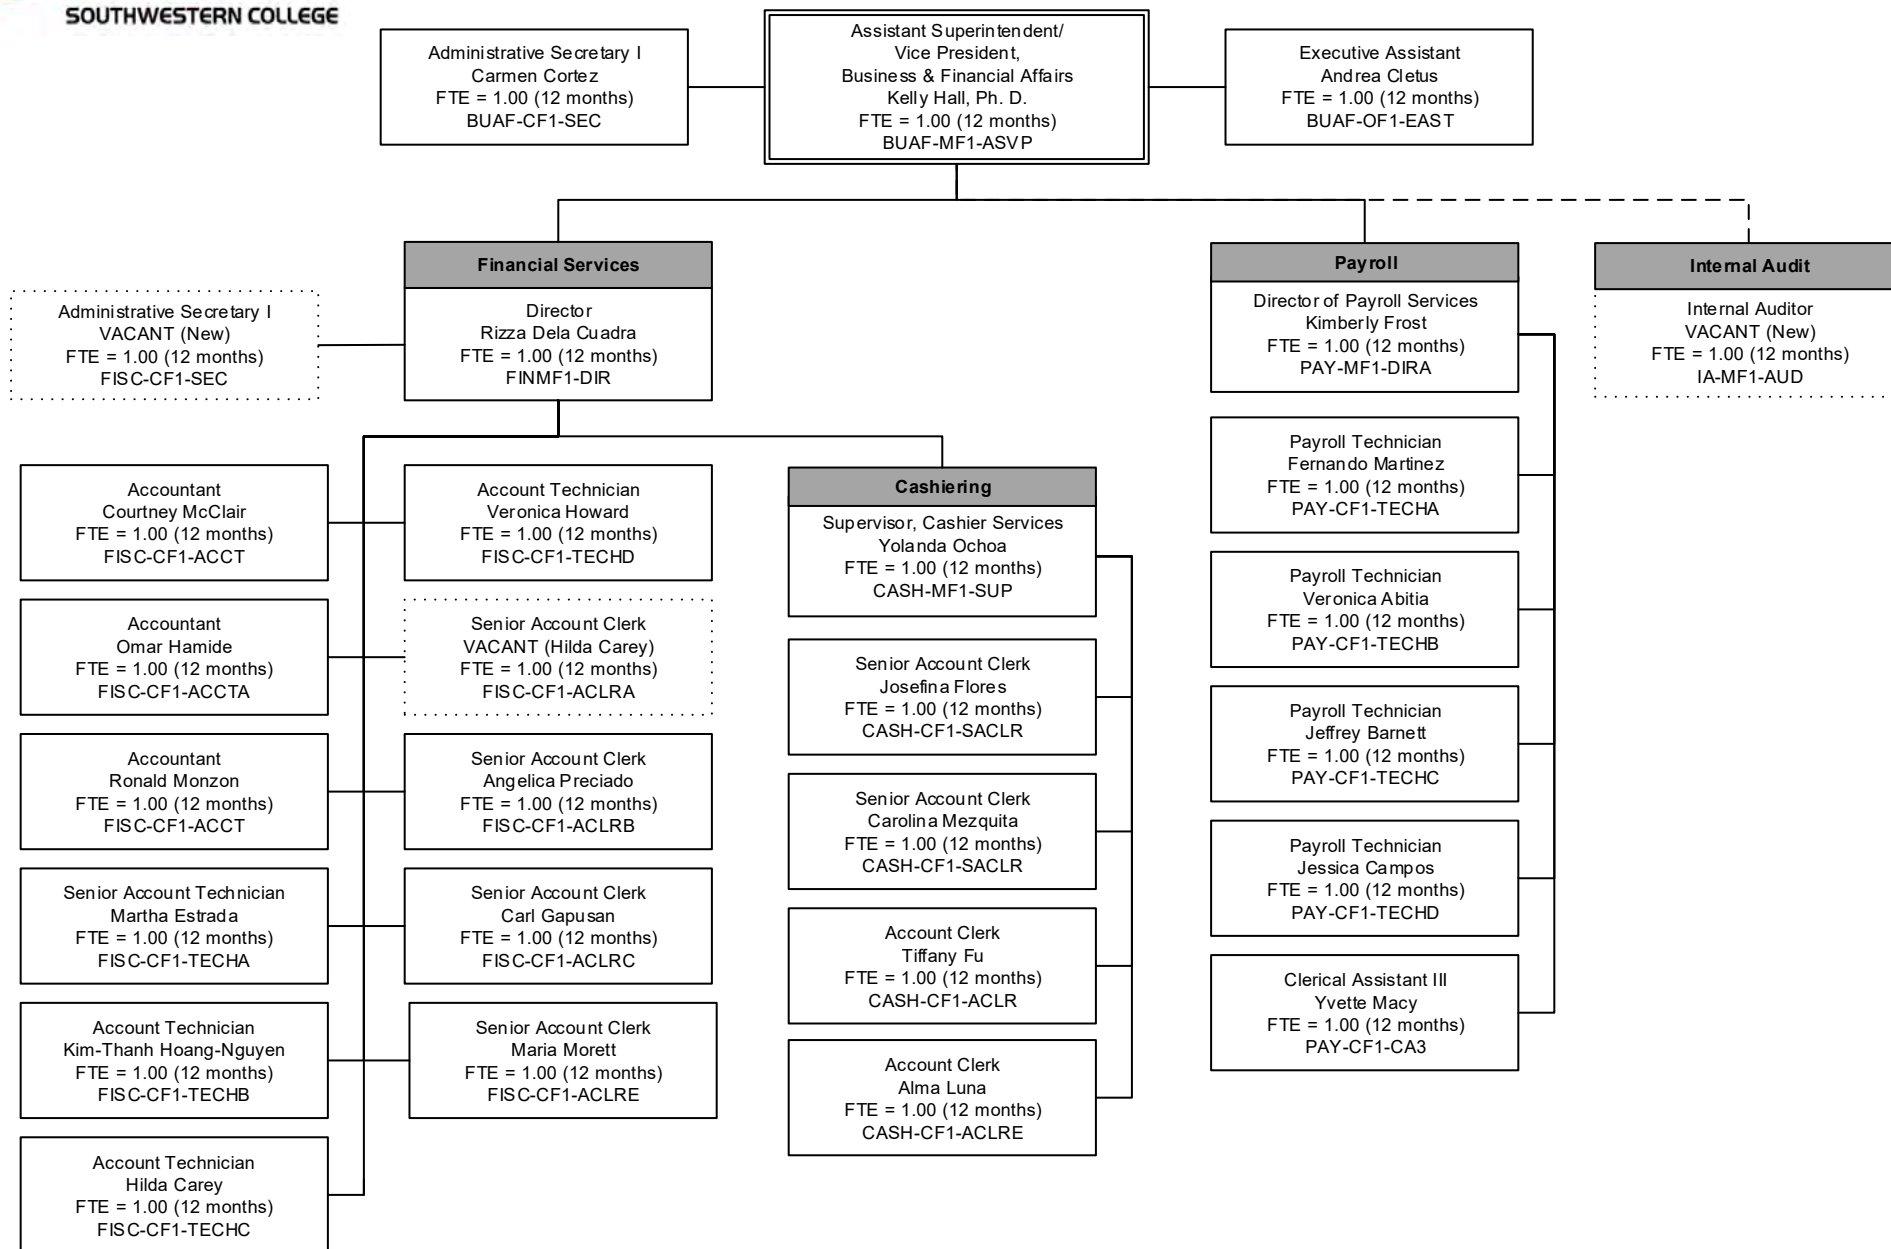 SOUTHWESTERN COLLEGE
Administrative Secretary I
Carmen Cortez
FTE = 1.00 (12 months)
BUAF-CF1-SEC
Assistant Superintendent/
Vice President,
Business & Financial Affairs
Kelly Hall, Ph. D.
FTE = 1.00 (12 months)
BUAF-MF1-ASVP
Executive Assistant
Andrea Cletus
FTE = 1.00 (12 months)
BUAF-OF1-EAST
Administrative Secretary I
VACANT (New)
FTE = 1.00 (12 months)
FISC-CF1-SEC
Financial Services
Director
Rizza Dela Cuadra
FTE = 1.00 (12 months)
FINMF1-DIR
Accountant
Courtney McClair
FTE = 1.00 (12 months)
FISC-CF1-ACCT
Accountant
Omar Hamide
FTE = 1.00 (12 months)
FISC-CF1-ACCTA
Accountant
Ronald Monzon
FTE = 1.00 (12 months)
FISC-CF1-ACCT
Senior Account Technician
Martha Estrada
FTE = 1.00 (12 months)
FISC-CF1-TECHA
Account Technician
Kim-Thanh Hoang-Nguyen
FTE = 1.00 (12 months)
FISC-CF1-TECHB
Account Technician
Hilda Carey
FTE = 1.00 (12 months)
FISC-CF1-TECHC
Account Technician
Veronica Howard
FTE = 1.00 (12 months)
FISC-CF1-TECHD
Senior Account Clerk
VACANT (Hilda Carey)
FTE = 1.00 (12 months)
FISC-CF1-ACLRA
Senior Account Clerk
Angelica Preciado
FTE = 1.00 (12 months)
FISC-CF1-ACLRB
Senior Account Clerk
Carl Gapusan
FTE = 1.00 (12 months)
FISC-CF1-ACLRC
Senior Account Clerk
Maria Morett
FTE = 1.00 (12 months)
FISC-CF1-ACLRE
Cashiering
Supervisor, Cashier Services
Yolanda Ochoa
FTE = 1.00 (12 months)
CASH-MF1-SUP
Senior Account Clerk
Josefina Flores
FTE = 1.00 (12 months)
CASH-CF1-SACLR
Senior Account Clerk
Carolina Mezquita
FTE = 1.00 (12 months)
CASH-CF1-SACLR
Account Clerk
Tiffany Fu
FTE = 1.00 (12 months)
CASH-CF1-ACLR
Account Clerk
Alma Luna
FTE = 1.00 (12 months)
CASH-CF1-ACLRE
Payroll
Director of Payroll Services
Kimberly Frost
FTE = 1.00 (12 months)
PAY-MF1-DIRA
Payroll Technician
Fernando Martinez
FTE = 1.00 (12 months)
PAY-CF1-TECHA
Payroll Technician
Veronica Abitia
FTE = 1.00 (12 months)
PAY-CF1-TECHB
Payroll Technician
Jeffrey Barnett
FTE = 1.00 (12 months)
PAY-CF1-TECHC
Payroll Technician
Jessica Campos
FTE = 1.00 (12 months)
PAY-CF1-TECHD
Clerical Assistant III
Yvette Macy
FTE = 1.00 (12 months)
PAY-CF1-CA3
Internal Audit
Internal Auditor
VACANT (New)
FTE = 1.00 (12 months)
IA-MF1-AUD